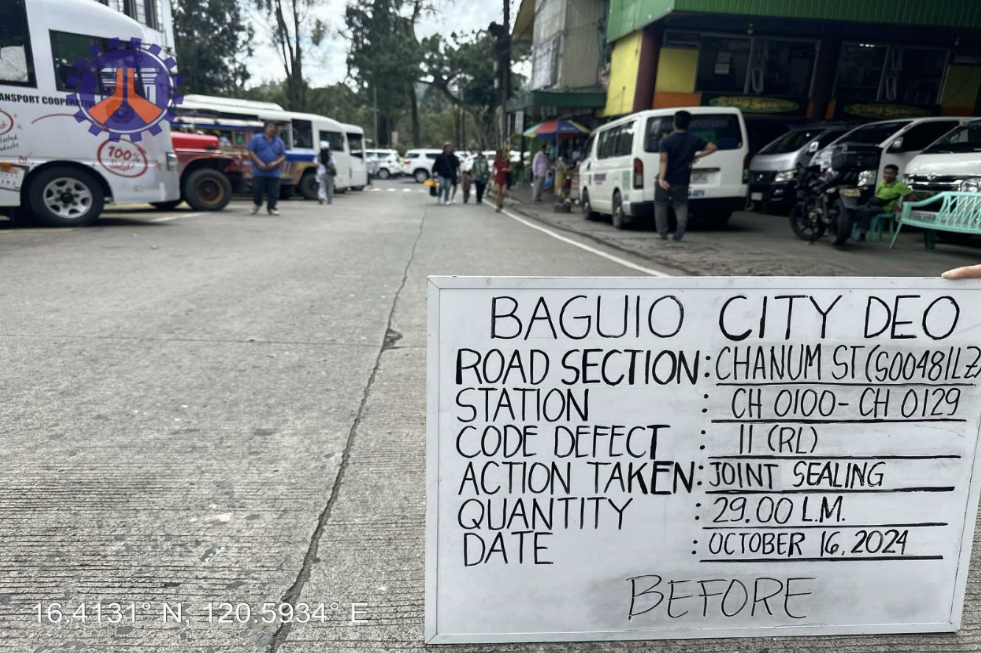 TRANSPORT COOPERATIVE
100%
BAGUIO CITY DEO
ROAD SECTION: CHANUM ST (S00481LZ)
STATION : CH 0100- CH 0129
CODE DEFECT : 11 (RL)
ACTION TAKEN: JOINT SEALING
QUANTITY : 29.00 L.M.
DATE : OCTOBER 16, 2024
BEFORE
16.4131° N, 120.5934° E